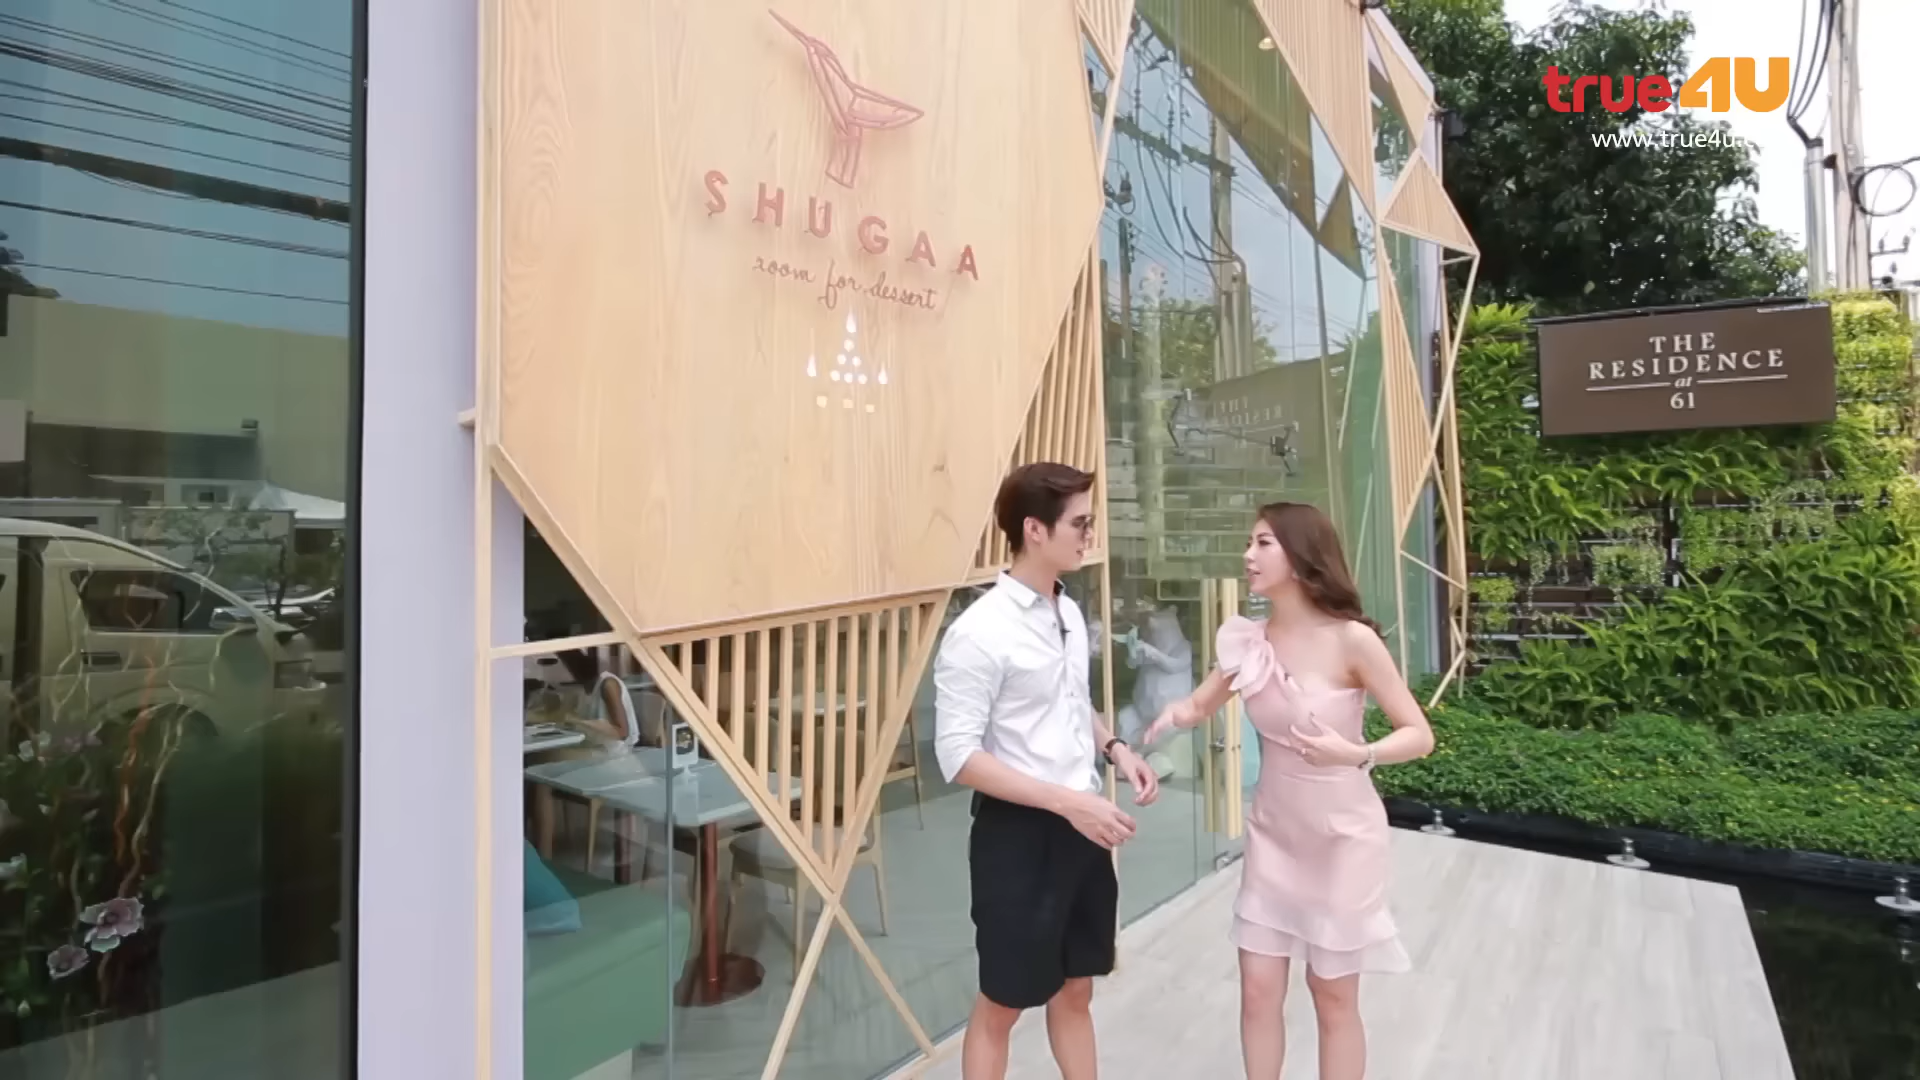 SHUGAA
room for dessert
true4U
www.true4u.c
THE
RESIDENCE
at
61